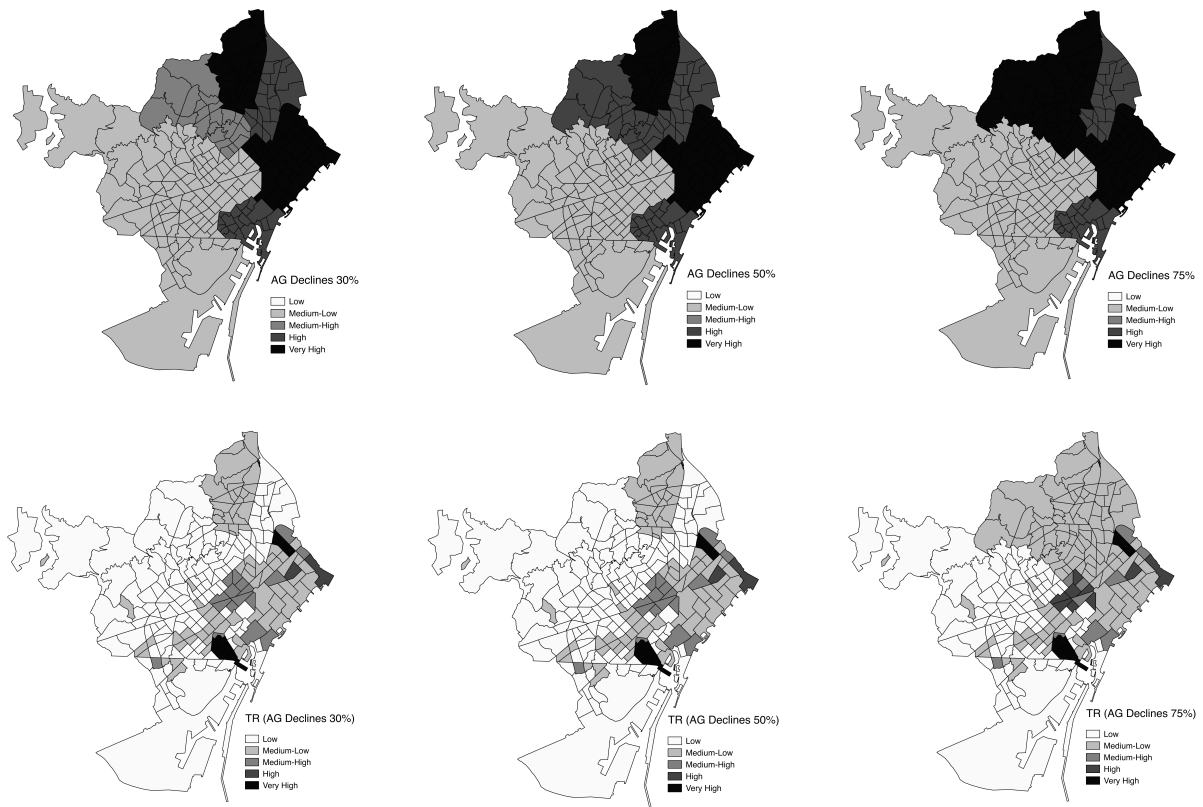 AG Declines 30%
Low
Medium-Low
Medium-High
High
Very High
AG Declines 50%
Low
Medium-Low
Medium-High
High
Very High
AG Declines 75%
Low
Medium-Low
Medium-High
High
Very High
TR (AG Declines 30%)
Low
Medium-Low
Medium-High
High
Very High
TR (AG Declines 50%)
Low
Medium-Low
Medium-High
High
Very High
TR (AG Declines 75%)
Low
Medium-Low
Medium-High
High
Very High